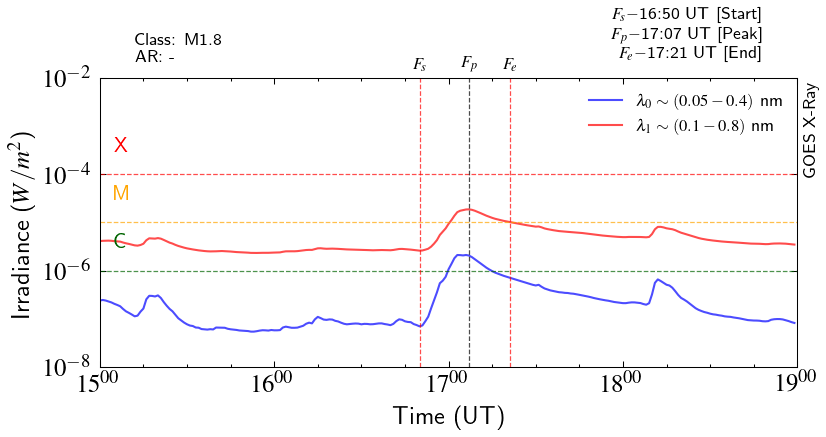 Class: M1.8
AR: -
F_s−16:50 UT [Start]
F_p−17:07 UT [Peak]
F_e−17:21 UT [End]
F_s F_p F_e
λ_0 ∼ (0.05 − 0.4) nm
λ_1 ∼ (0.1 − 0.8) nm
GOES X-Ray
Irradiance (W/m^2)
10^{−2}
X
10^{−4}
M
C
10^{−6}
10^{−8}
15^{00} 16^{00} 17^{00} 18^{00} 19^{00}
Time (UT)